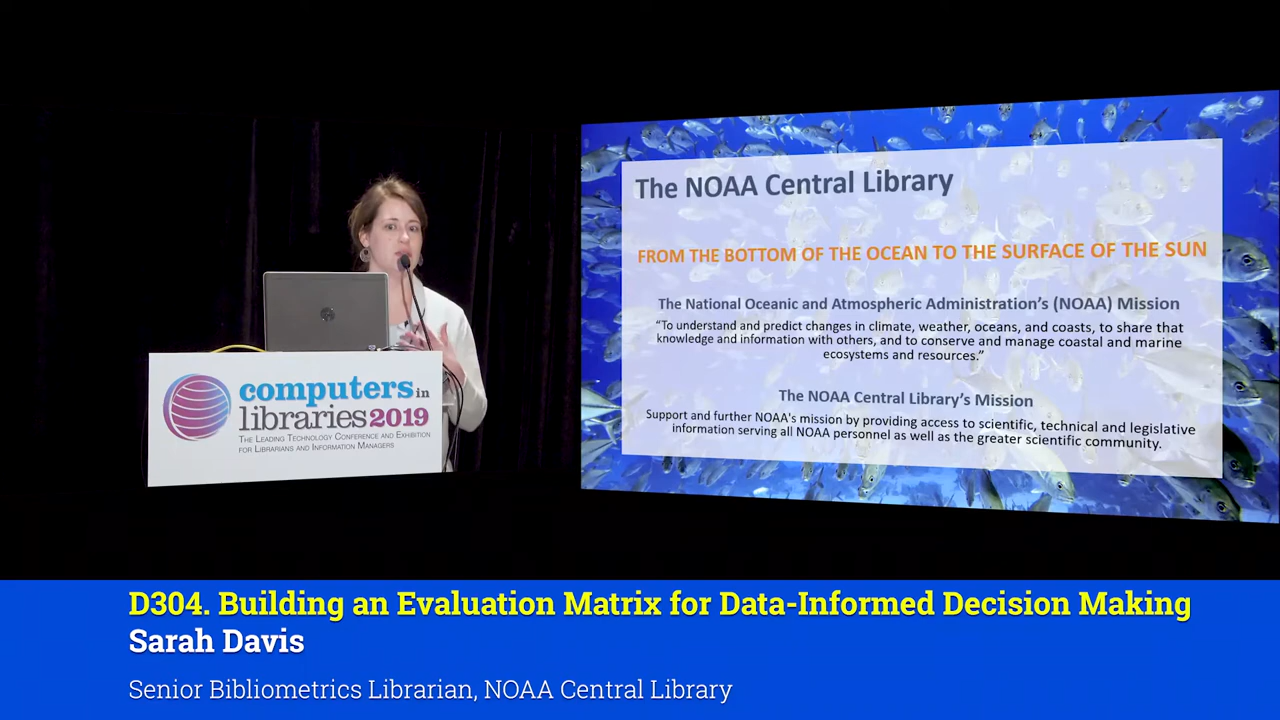 The NOAA Central Library
FROM THE BOTTOM OF THE OCEAN TO THE SURFACE OF THE SUN
The National Oceanic and Atmospheric Administration's (NOAA) Mission
“To understand and predict changes in climate, weather, oceans, and coasts, to share that
knowledge and information with others, and to conserve and manage coastal and marine
ecosystems and resources.”
The NOAA Central Library's Mission
Support and further NOAA's mission by providing access to scientific, technical and legislative
information serving all NOAA personnel as well as the greater scientific community.
computers in
libraries 2019
The Leading Technology Conference and Exhibition
for Librarians and Information Managers
D304. Building an Evaluation Matrix for Data-Informed Decision Making
Sarah Davis
Senior Bibliometrics Librarian, NOAA Central Library